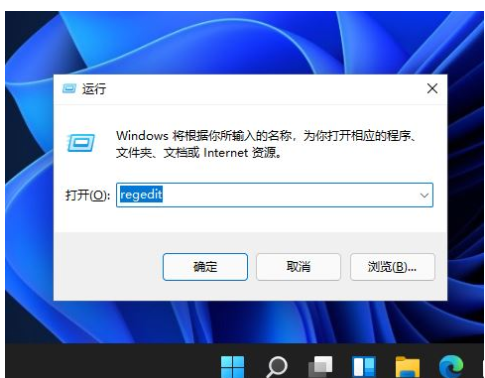 运行
Windows 将根据你所输入的名称，为你打开相应的程序、
文件夹、文档或 Internet 资源。
打开(O): regedit
确定 取消 浏览(B)...